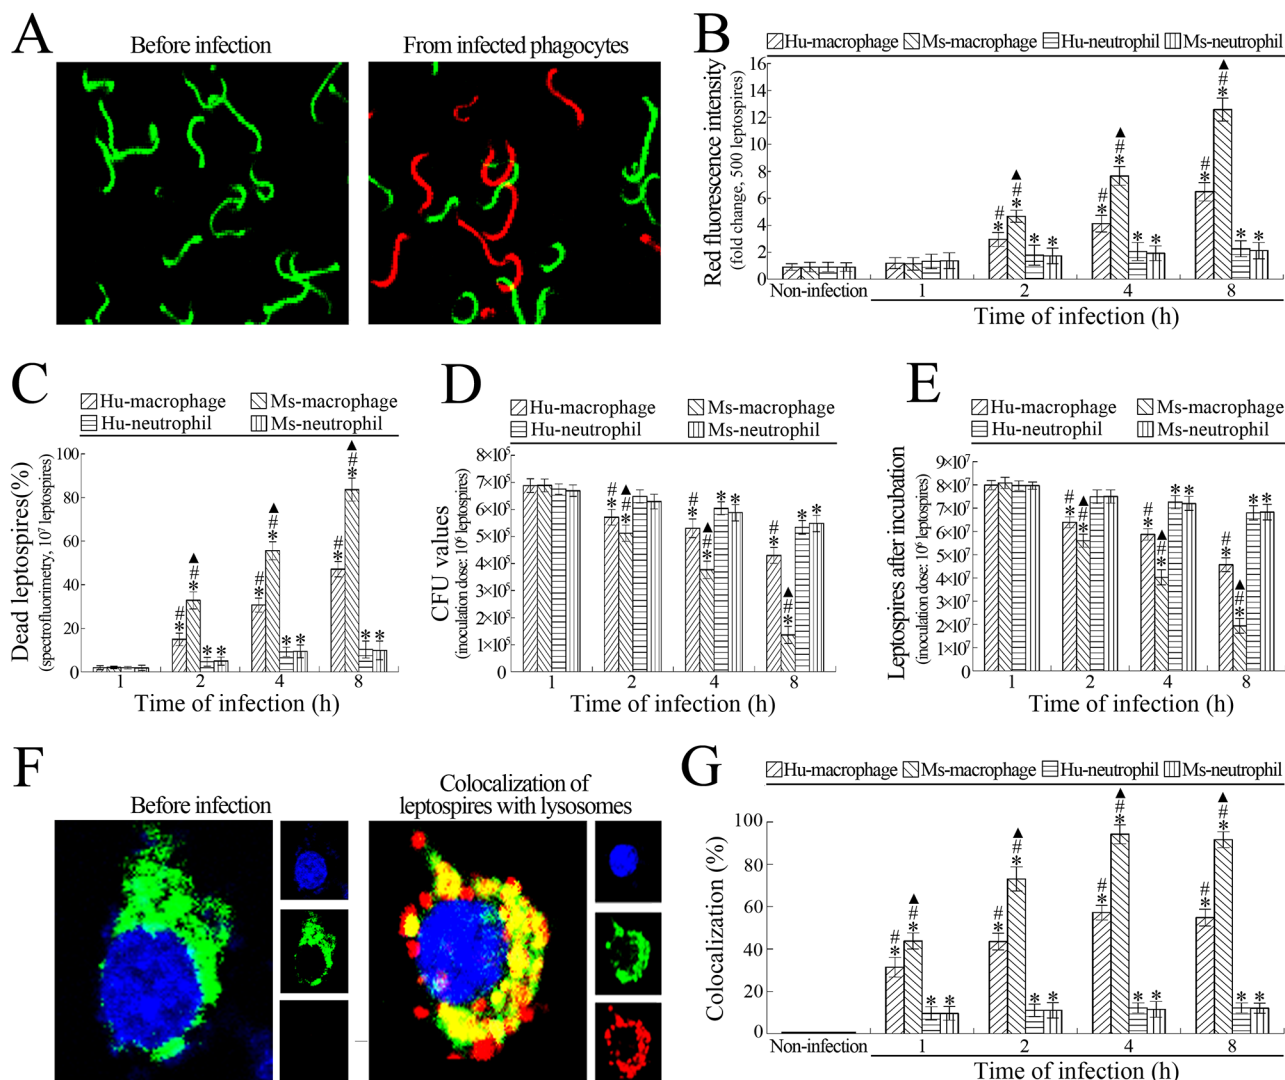 A
Before infection
From infected phagocytes
B
Hu-macrophage Ms-macrophage Hu-neutrophil Ms-neutrophil
Red fluorescence intensity
(fold change, 500 leptospires)
16
14
12
10
8
6
4
2
0
▲
#
*
Non-infection 1 2 4 8
Time of infection (h)
C
Hu-macrophage Ms-macrophage
Hu-neutrophil Ms-neutrophil
Dead leptospires(%)
(spectrofluorimetry, 10⁷ leptospires)
100
80
60
40
20
0
1 2 4 8
Time of infection (h)
D
Hu-macrophage Ms-macrophage
Hu-neutrophil Ms-neutrophil
CFU values
(inoculation dose: 10⁶ leptospires)
8×10⁵
7×10⁵
6×10⁵
5×10⁵
4×10⁵
3×10⁵
2×10⁵
1×10⁵
0
1 2 4 8
Time of infection (h)
E
Hu-macrophage Ms-macrophage
Hu-neutrophil Ms-neutrophil
Leptospires after incubation
(inoculation dose: 10⁶ leptospires)
9×10⁷
8×10⁷
7×10⁷
6×10⁷
5×10⁷
4×10⁷
3×10⁷
2×10⁷
1×10⁷
0
1 2 4 8
Time of infection (h)
F
Before infection
Colocalization of
leptospires with lysosomes
G
Hu-macrophage Ms-macrophage Hu-neutrophil Ms-neutrophil
Colocalization (%)
100
80
60
40
20
0
Non-infection 1 2 4 8
Time of infection (h)